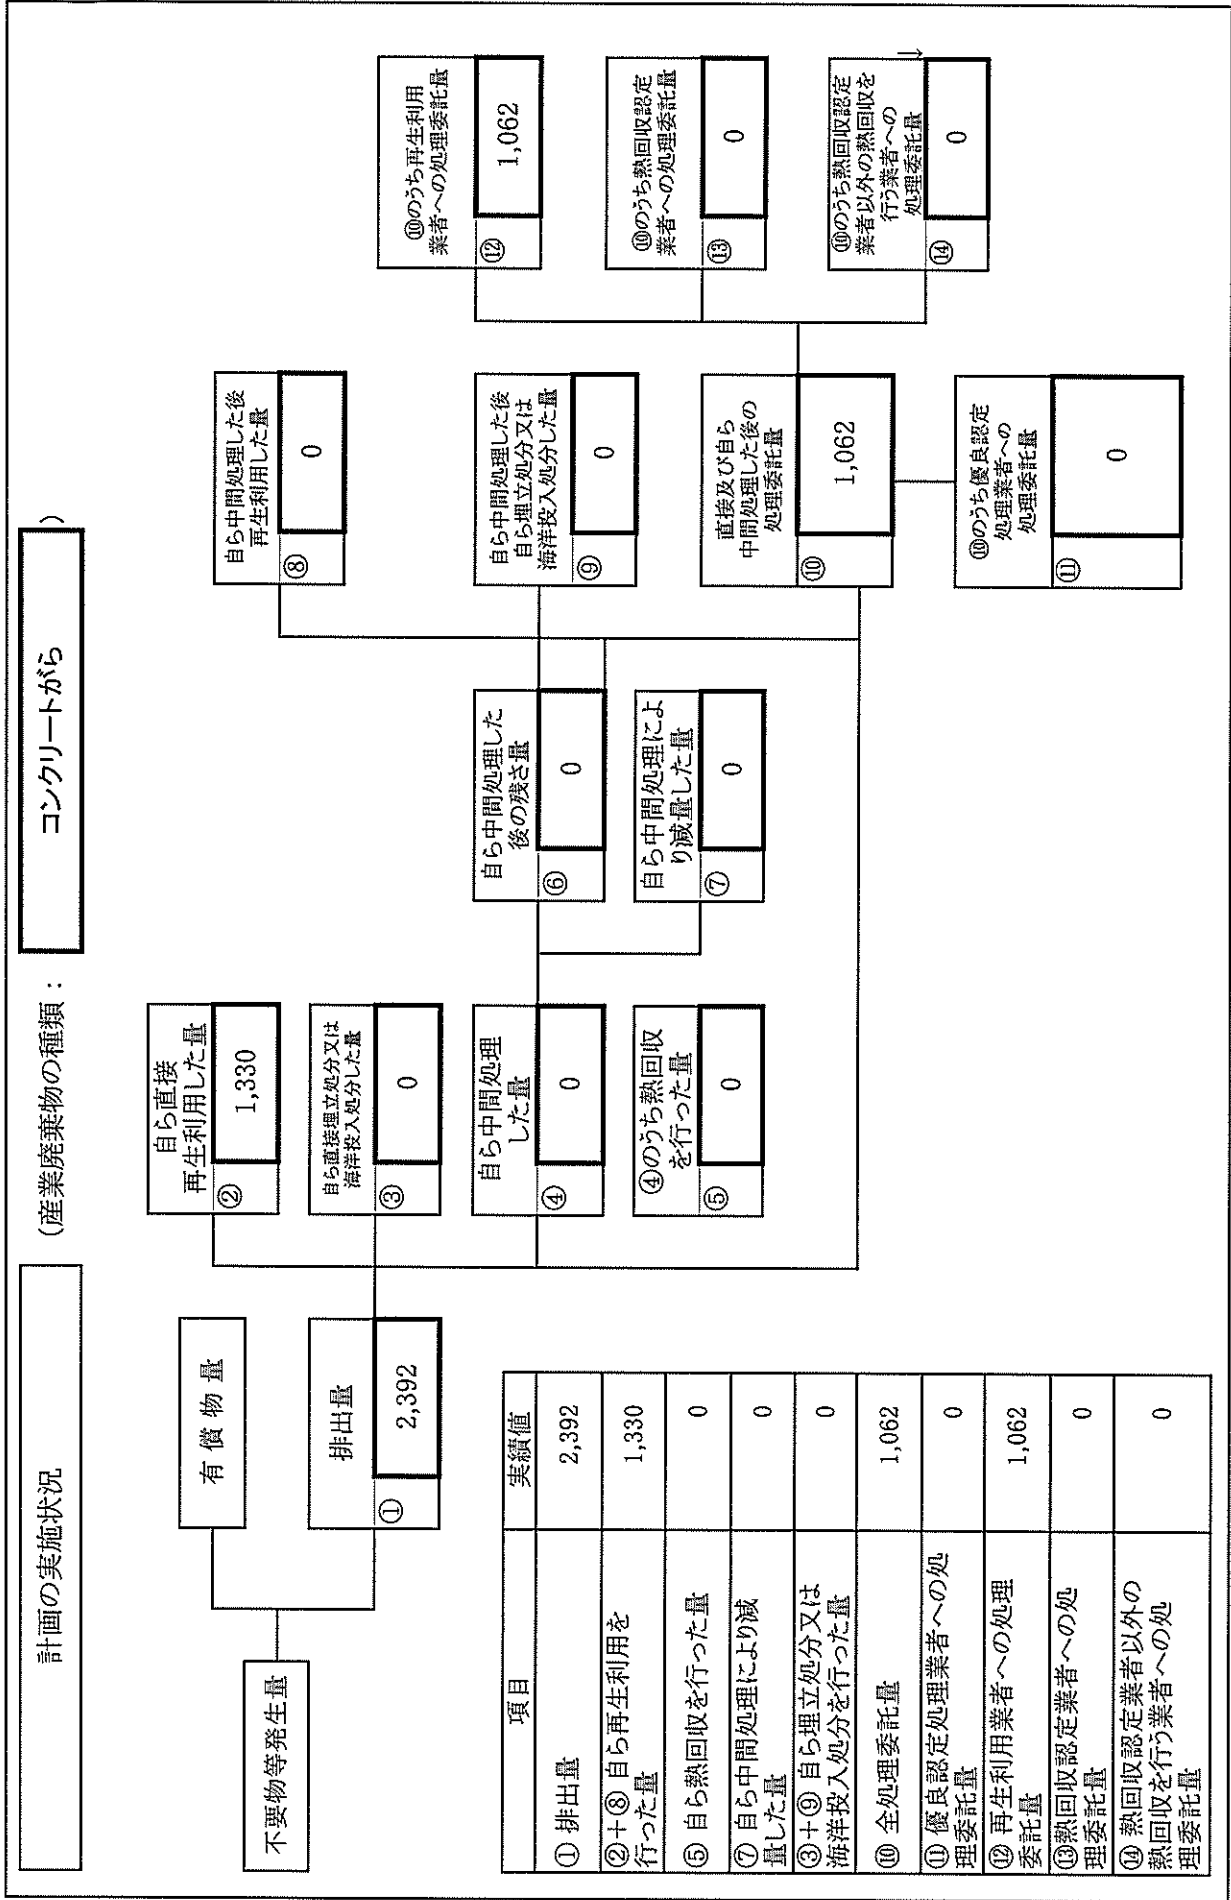 計画の実施状況
(産業廃棄物の種類：
コンクリートがら
)
不要物等発生量
有 償 物 量
排出量
① 2,392
自ら直接
再生利用した量
② 1,330
自ら直接埋立処分又は
海洋投入処分した量
③ 0
自ら中間処理
した量
④ 0
④のうち熱回収
を行った量
⑤ 0
自ら中間処理した
後の残さ量
⑥ 0
自ら中間処理によ
り減量した量
⑦ 0
自ら中間処理した後
再生利用した量
⑧ 0
自ら中間処理した後
自ら埋立処分又は
海洋投入処分した量
⑨ 0
直接及び自ら
中間処理した後の
処理委託量
⑩ 1,062
⑩のうち優良認定
処理業者への
処理委託量
⑪ 0
⑩のうち再生利用
業者への処理委託量
⑫ 1,062
⑩のうち熱回収認定
業者への処理委託量
⑬ 0
⑩のうち熱回収認定
業者以外の熱回収を
行う業者への
処理委託量
⑭ 0
項目 実績値
① 排出量 2,392
②＋⑧ 自ら再生利用を
行った量 1,330
⑤ 自ら熱回収を行った量 0
⑦ 自ら中間処理により減
量した量 0
③＋⑨ 自ら埋立処分又は
海洋投入処分を行った量 0
⑩ 全処理委託量 1,062
⑪ 優良認定処理業者への処
理委託量 0
⑫ 再生利用業者への処理
委託量 1,062
⑬熱回収認定業者への処
理委託量 0
⑭ 熱回収認定業者以外の
熱回収を行う業者への処
理委託量 0